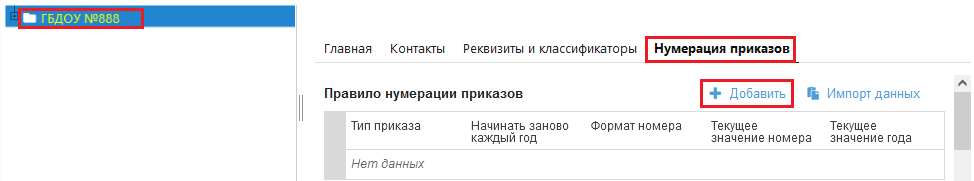 ГБДОУ №888
Главная Контакты Реквизиты и классификаторы Нумерация приказов
Правило нумерации приказов Добавить Импорт данных
Тип приказа Начинать заново каждый год Формат номера Текущее значение номера Текущее значение года
Нет данных